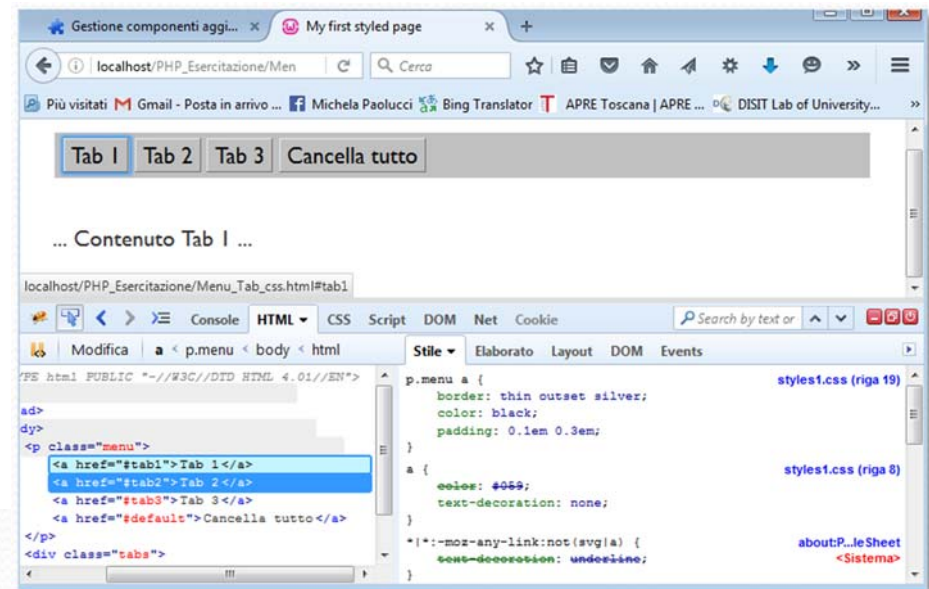 Gestione componenti aggi... × My first styled page × +
localhost/PHP_Esercitazione/Men Cerca
Più visitati Gmail - Posta in arrivo ... Michela Paolucci Bing Translator APRE Toscana | APRE ... DISIT Lab of University... »
Tab 1 Tab 2 Tab 3 Cancella tutto
... Contenuto Tab 1 ...
localhost/PHP_Esercitazione/Menu_Tab_css.html#tab1
Console HTML CSS Script DOM Net Cookie Search by text or
Modifica a < p.menu < body < html
Stile Elaborato Layout DOM Events
YPE html PUBLIC "-//W3C//DTD HTML 4.01//EN">
ad>
dy>
<p class="menu">
<a href="#tab1">Tab 1</a>
<a href="#tab2">Tab 2</a>
<a href="#tab3">Tab 3</a>
<a href="#default">Cancella tutto</a>
</p>
<div class="tabs">
p.menu a { styles1.css (riga 19)
border: thin outset silver;
color: black;
padding: 0.1em 0.3em;
}
a { styles1.css (riga 8)
color: #059;
text-decoration: none;
}
*|*:-moz-any-link:not(svg|a) { about:P...leSheet
text-decoration: underline; <Sistema>
}